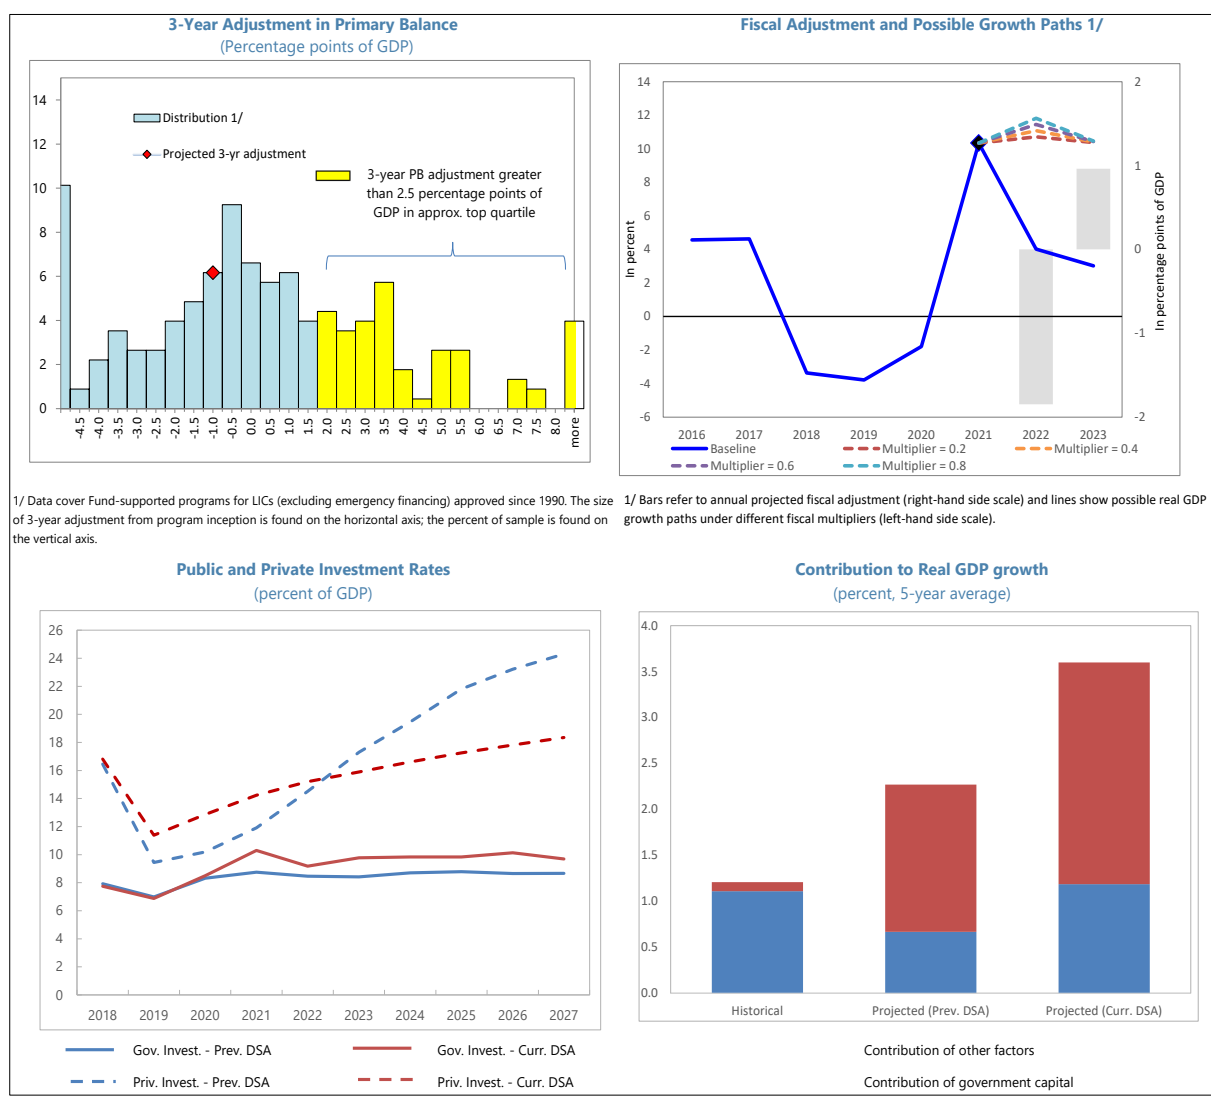 3-Year Adjustment in Primary Balance
(Percentage points of GDP)
14
12
10
8
6
4
2
0
Distribution 1/
Projected 3-yr adjustment
3-year PB adjustment greater
than 2.5 percentage points of
GDP in approx. top quartile
-4.5
-4.0
-3.5
-3.0
-2.5
-2.0
-1.5
-1.0
-0.5
0.0
0.5
1.0
1.5
2.0
2.5
3.0
3.5
4.0
4.5
5.0
5.5
6.0
6.5
7.0
7.5
8.0
more
1/ Data cover Fund-supported programs for LICs (excluding emergency financing) approved since 1990. The size
of 3-year adjustment from program inception is found on the horizontal axis; the percent of sample is found on
the vertical axis.
Fiscal Adjustment and Possible Growth Paths 1/
In percent
14
12
10
8
6
4
2
0
-2
-4
-6
2
1
0
-1
-2
In percentage points of GDP
2016 2017 2018 2019 2020 2021 2022 2023
Baseline Multiplier = 0.2 Multiplier = 0.4
Multiplier = 0.6 Multiplier = 0.8
1/ Bars refer to annual projected fiscal adjustment (right-hand side scale) and lines show possible real GDP
growth paths under different fiscal multipliers (left-hand side scale).
Public and Private Investment Rates
(percent of GDP)
26
24
22
20
18
16
14
12
10
8
6
4
2
0
2018 2019 2020 2021 2022 2023 2024 2025 2026 2027
Gov. Invest. - Prev. DSA Gov. Invest. - Curr. DSA
Priv. Invest. - Prev. DSA Priv. Invest. - Curr. DSA
Contribution to Real GDP growth
(percent, 5-year average)
4.0
3.5
3.0
2.5
2.0
1.5
1.0
0.5
0.0
Historical Projected (Prev. DSA) Projected (Curr. DSA)
Contribution of other factors
Contribution of government capital